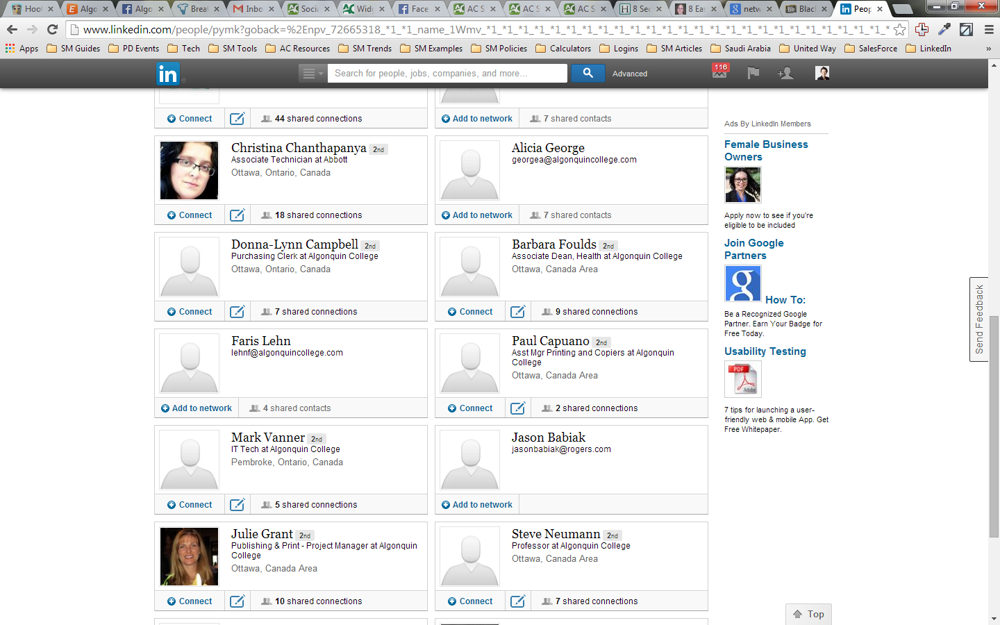 Hoot
Algo
Algo
Breat
Inbo
Socia
Widg
Face
AC S
AC S
AC S
8 Sec
8 Eas
netw
Blac
Peop
www.linkedin.com/people/pymk?goback=%2Enpv_72665318_*1_*1_name_1Wmv_*1_*1_*1_*1_*1_*1_*1_*1_*1_*1_*1_*1_*1_*1_*1_*1_*1_*1_*1_*1_*1_*1_*1_*1_*
Apps SM Guides PD Events Tech SM Tools AC Resources SM Trends SM Examples SM Policies Calculators Logins SM Articles Saudi Arabia United Way SalesForce LinkedIn »
in Search for people, jobs, companies, and more... Advanced 116
Connect 44 shared connections
Add to network 7 shared contacts
Christina Chanthapanya 2nd
Associate Technician at Abbott
Ottawa, Ontario, Canada
Connect 18 shared connections
Alicia George
georgea@algonquincollege.com
Add to network 7 shared contacts
Donna-Lynn Campbell 2nd
Purchasing Clerk at Algonquin College
Ottawa, Ontario, Canada
Connect 7 shared connections
Barbara Foulds 2nd
Associate Dean, Health at Algonquin College
Ottawa, Canada Area
Connect 9 shared connections
Faris Lehn
lehnf@algonquincollege.com
Add to network 4 shared contacts
Paul Capuano 2nd
Asst Mgr Printing and Copiers at Algonquin
College
Ottawa, Canada Area
Connect 2 shared connections
Mark Vanner 2nd
IT Tech at Algonquin College
Pembroke, Ontario, Canada
Connect 5 shared connections
Jason Babiak
jasonbabiak@rogers.com
Add to network
Julie Grant 2nd
Publishing & Print - Project Manager at Algonquin
College
Ottawa, Canada Area
Connect 10 shared connections
Steve Neumann 2nd
Professor at Algonquin College
Ottawa, Canada Area
Connect 7 shared connections
Ads By LinkedIn Members
Female Business
Owners
Apply now to see if you're
eligible to be included
Join Google
Partners
g
How To:
Be a Recognized Google
Partner. Earn Your Badge for
Free Today.
Usability Testing
PDF
Adobe
7 tips for launching a user-
friendly web & mobile App. Get
Free Whitepaper.
Send Feedback
Top